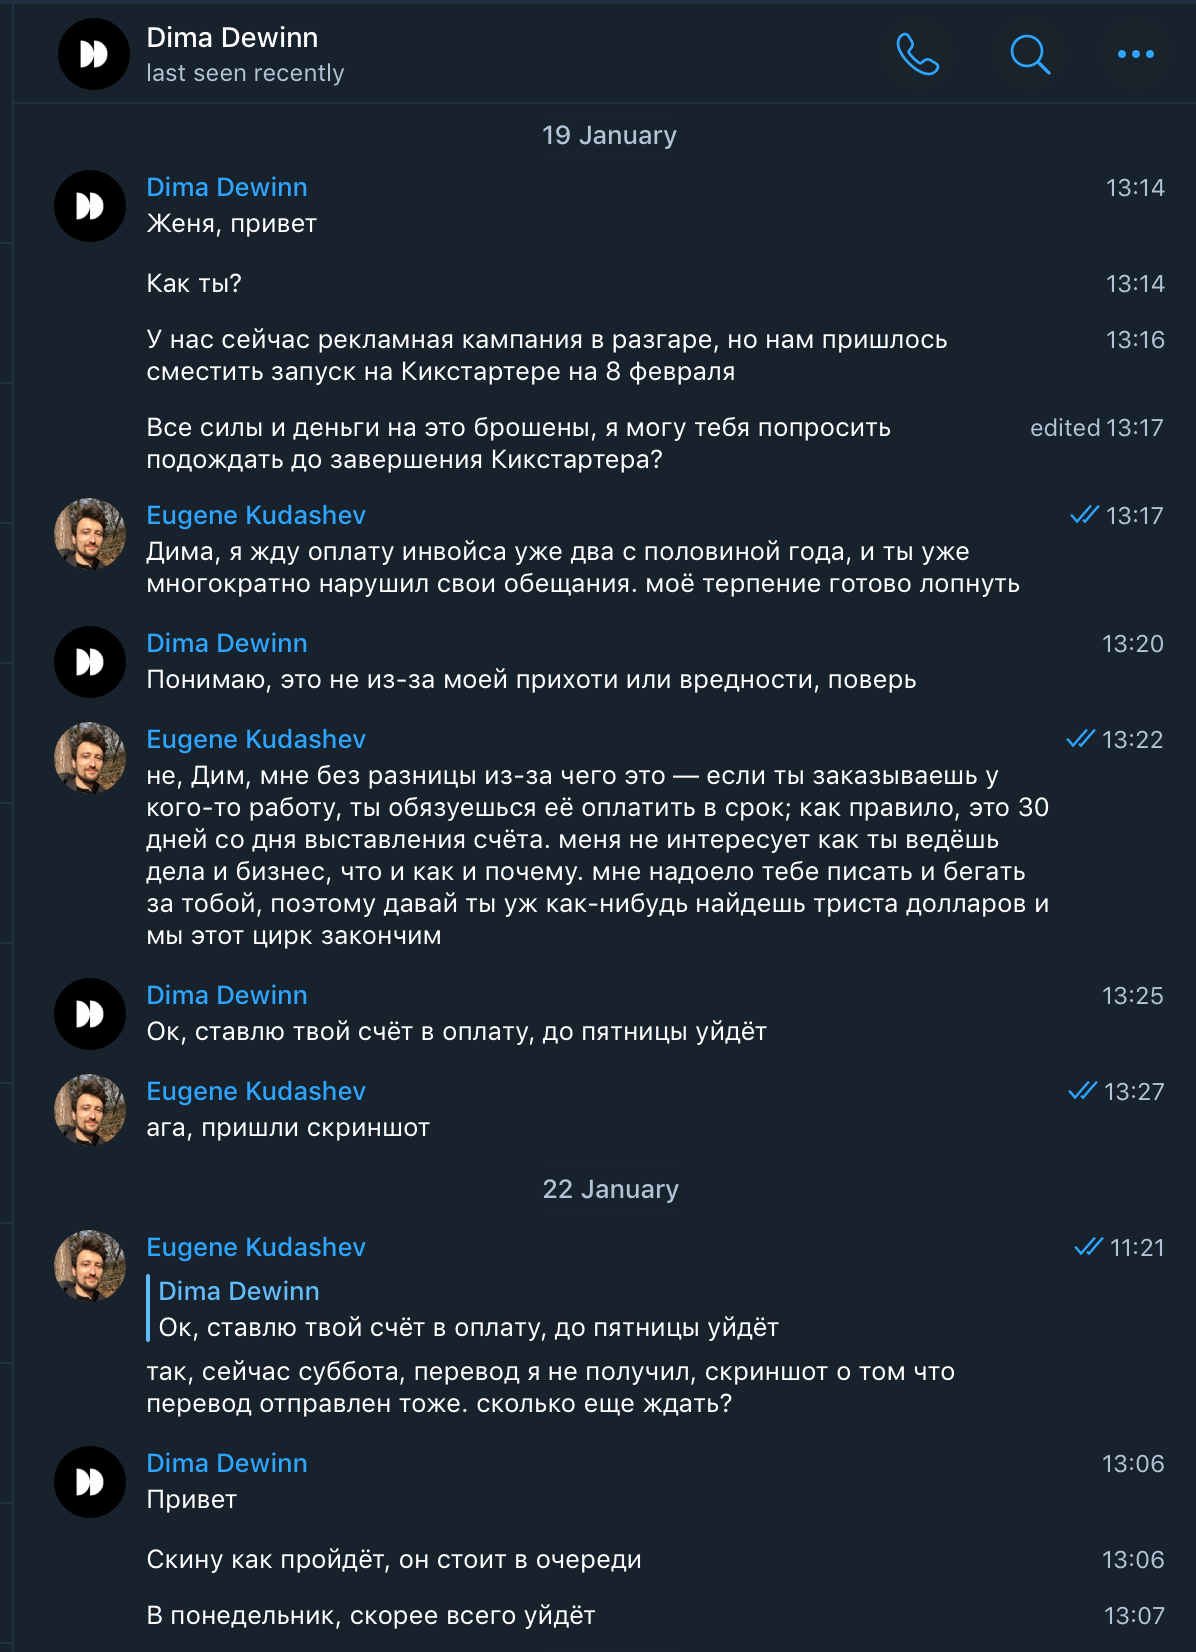 Dima Dewinn
last seen recently
19 January
Dima Dewinn 13:14
Женя, привет
Как ты? 13:14
У нас сейчас рекламная кампания в разгаре, но нам пришлось 13:16
сместить запуск на Кикстартере на 8 февраля
Все силы и деньги на это брошены, я могу тебя попросить edited 13:17
подождать до завершения Кикстартера?
Eugene Kudashev 13:17
Дима, я жду оплату инвойса уже два с половиной года, и ты уже
многократно нарушил свои обещания. моё терпение готово лопнуть
Dima Dewinn 13:20
Понимаю, это не из-за моей прихоти или вредности, поверь
Eugene Kudashev 13:22
не, Дим, мне без разницы из-за чего это — если ты заказываешь у
кого-то работу, ты обязуешься её оплатить в срок; как правило, это 30
дней со дня выставления счёта. меня не интересует как ты ведёшь
дела и бизнес, что и как и почему. мне надоело тебе писать и бегать
за тобой, поэтому давай ты уж как-нибудь найдешь триста долларов и
мы этот цирк закончим
Dima Dewinn 13:25
Ок, ставлю твой счёт в оплату, до пятницы уйдёт
Eugene Kudashev 13:27
ага, пришли скриншот
22 January
Eugene Kudashev 11:21
Dima Dewinn
Ок, ставлю твой счёт в оплату, до пятницы уйдёт
так, сейчас суббота, перевод я не получил, скриншот о том что
перевод отправлен тоже. сколько еще ждать?
Dima Dewinn 13:06
Привет
Скину как пройдёт, он стоит в очереди 13:06
В понедельник, скорее всего уйдёт 13:07